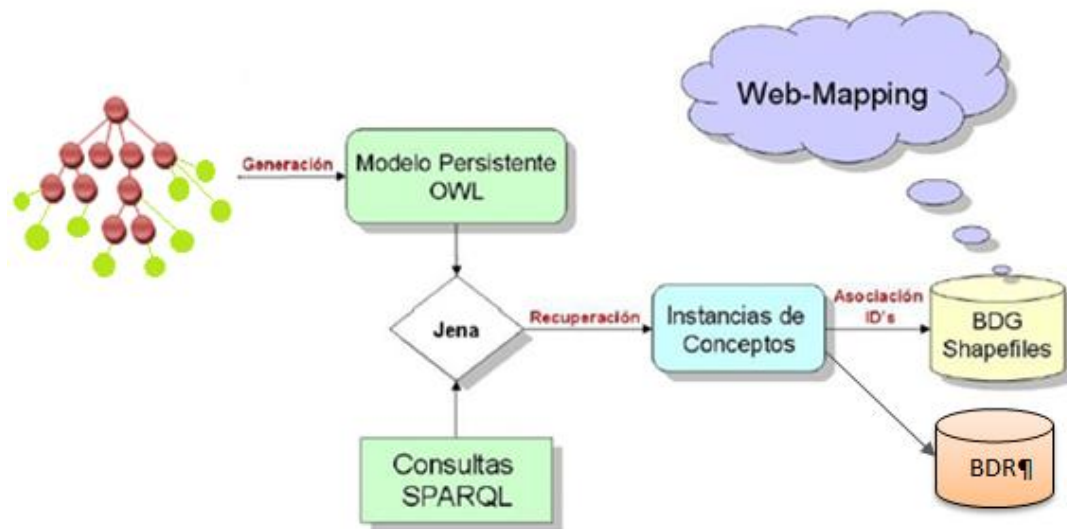 Web-Mapping
Generación
Modelo Persistente
OWL
Jena
Recuperación
Instancias de
Conceptos
Asociación
ID's
BDG
Shapefiles
Consultas
SPARQL
BDR¶